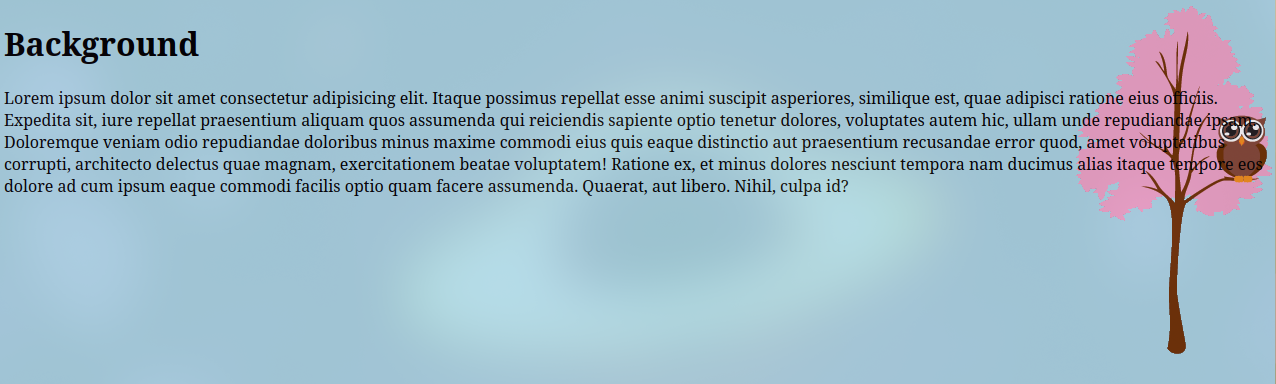 Background
Lorem ipsum dolor sit amet consectetur adipisicing elit. Itaque possimus repellat esse animi suscipit asperiores, similique est, quae adipisci ratione eius officiis.
Expedita sit, iure repellat praesentium aliquam quos assumenda qui reiciendis sapiente optio tenetur dolores, voluptates autem hic, ullam unde repudiandae ipsam.
Doloremque veniam odio repudiandae doloribus minus maxime commodi eius quis eaque distinctio aut praesentium recusandae error quod, amet voluptatibus
corrupti, architecto delectus quae magnam, exercitationem beatae voluptatem! Ratione ex, et minus dolores nesciunt tempora nam ducimus alias itaque tempore eos
dolore ad cum ipsum eaque commodi facilis optio quam facere assumenda. Quaerat, aut libero. Nihil, culpa id?